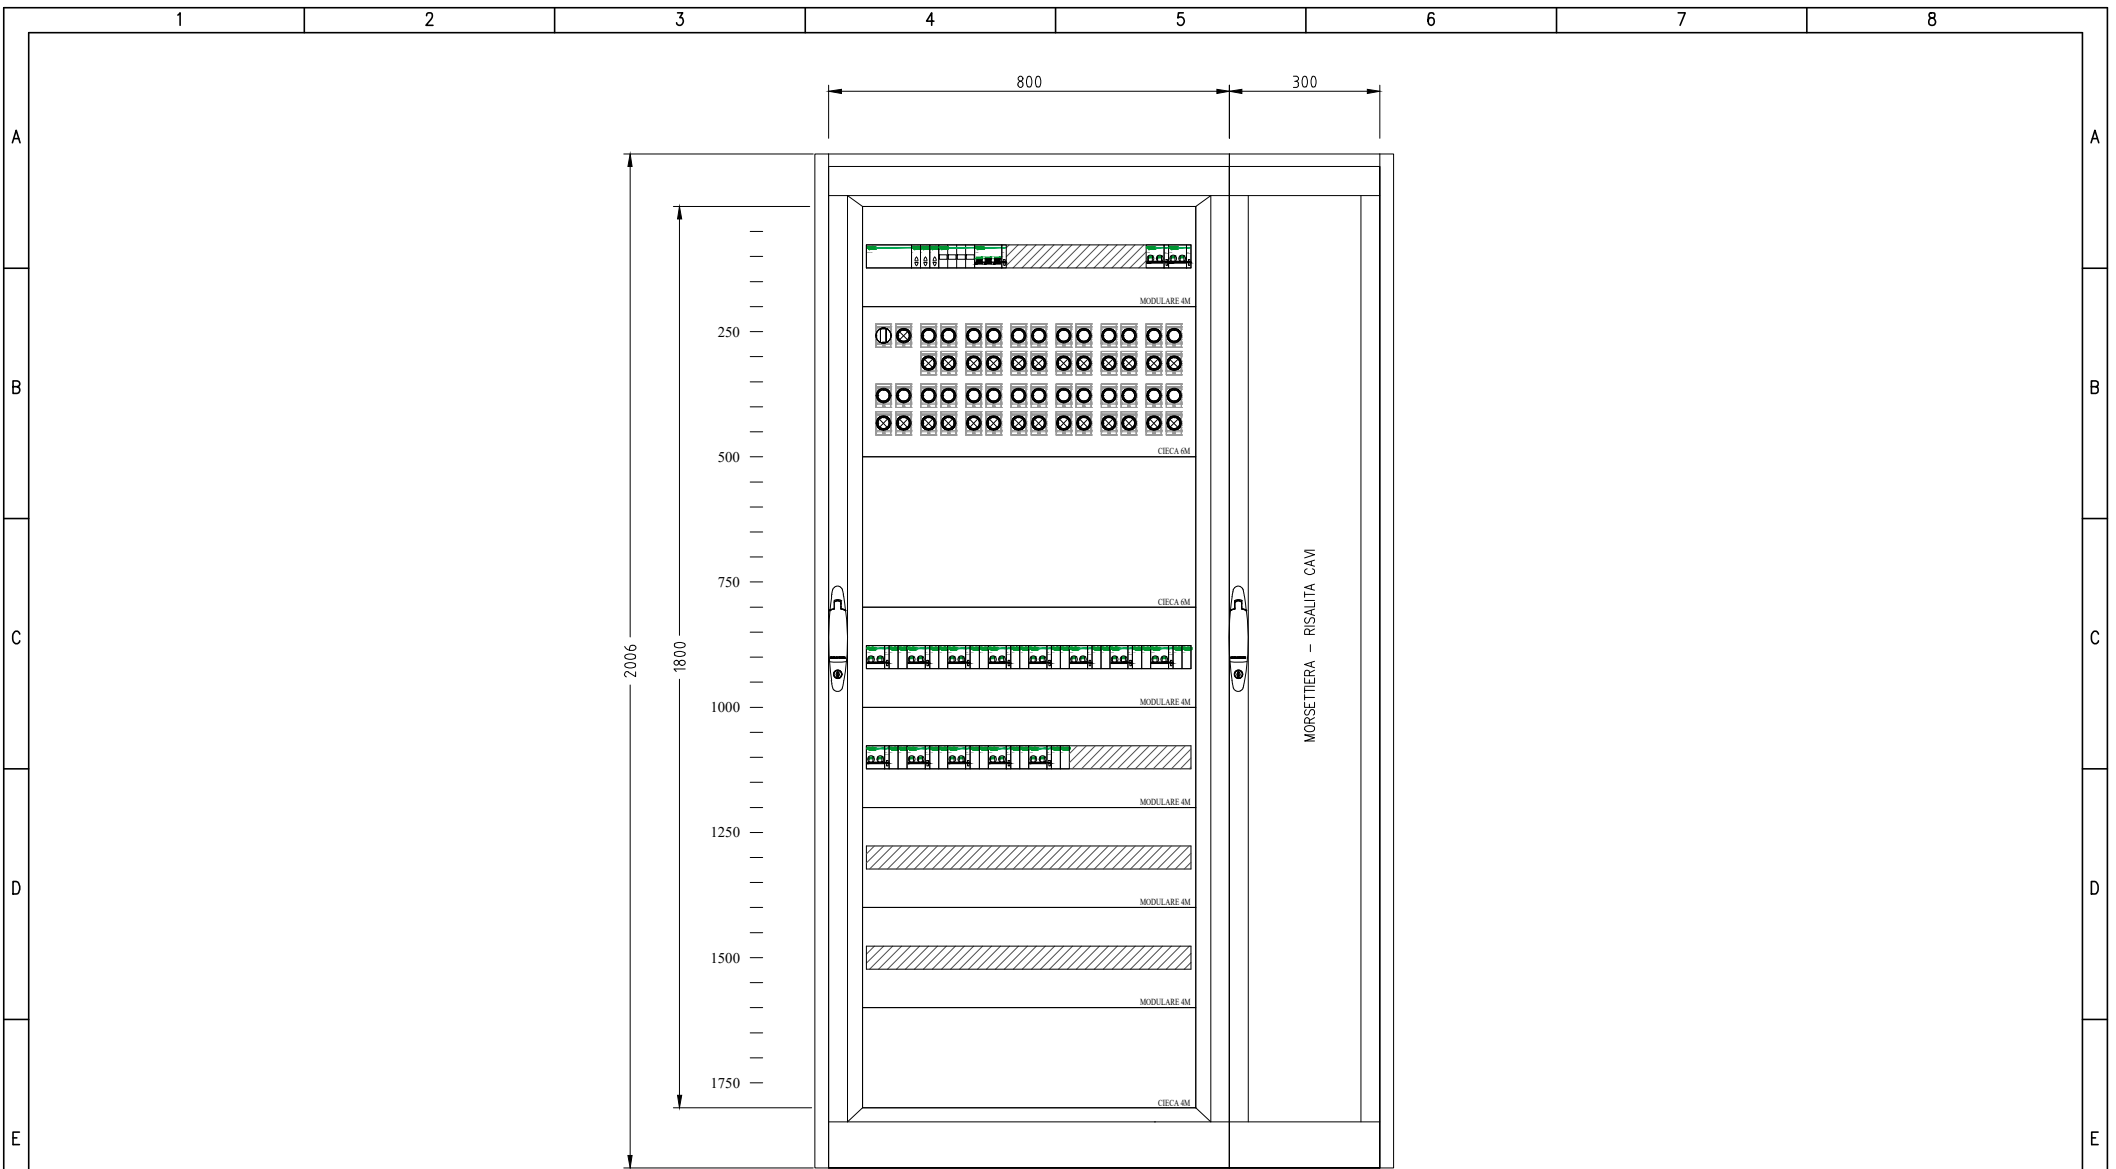 1 2 3 4 5 6 7 8
800 300
A A
MODULARE 4M
250
B B
CIECA 6M
500
750
CIECA 6M
C C
2006 1800
MORSETTIERA - RISALITA CAVI
1000
MODULARE 4M
MODULARE 4M
1250
D D
MODULARE 4M
1500
MODULARE 4M
1750
CIECA 4M
E E